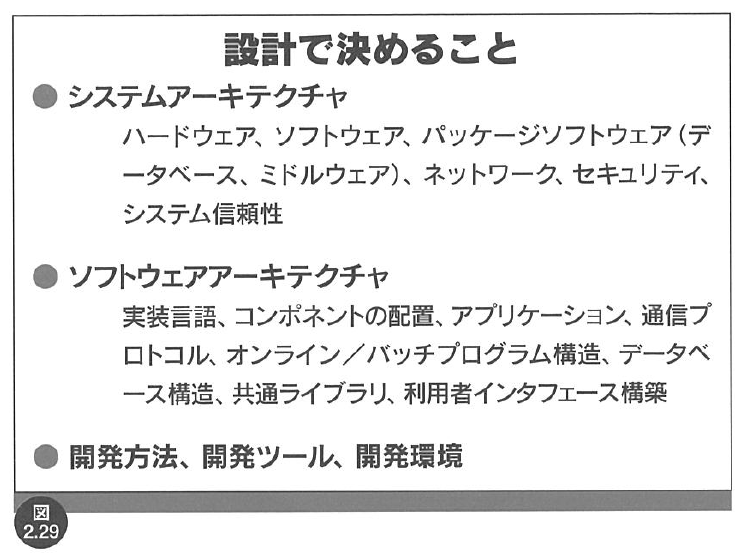 設計で決めること
● システムアーキテクチャ
ハードウェア、ソフトウェア、パッケージソフトウェア（デ
ータベース、ミドルウェア）、ネットワーク、セキュリティ、
システム信頼性
● ソフトウェアアーキテクチャ
実装言語、コンポネントの配置、アプリケーション、通信プ
ロトコル、オンライン／バッチプログラム構造、データベ
ース構造、共通ライブラリ、利用者インタフェース構築
● 開発方法、開発ツール、開発環境
図
2.29